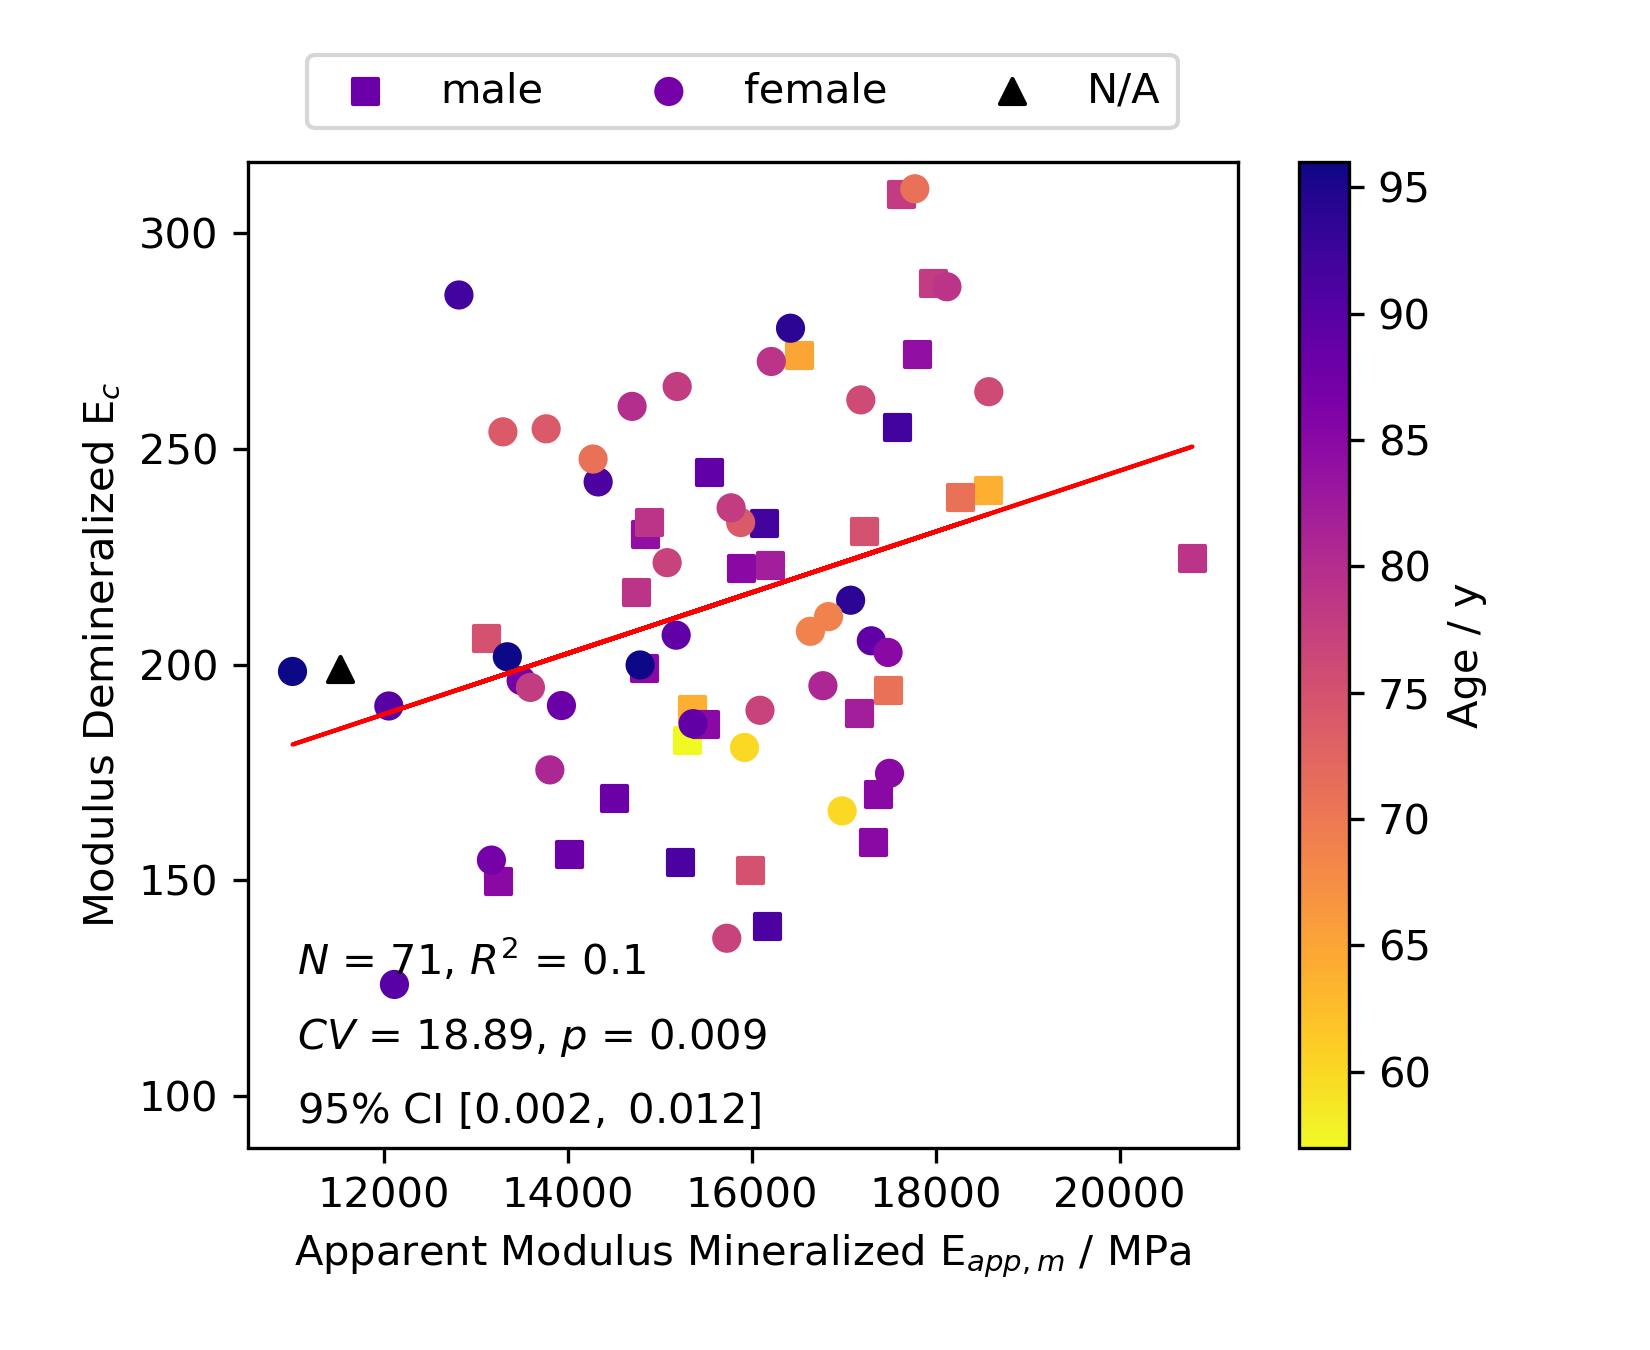 male female N/A
300
250
200
150
100
Modulus Demineralized E_c
N = 71, R² = 0.1
CV = 18.89, p = 0.009
95% CI [0.002, 0.012]
12000 14000 16000 18000 20000
Apparent Modulus Mineralized E_app,m / MPa
95
90
85
80
75
70
65
60
Age / y